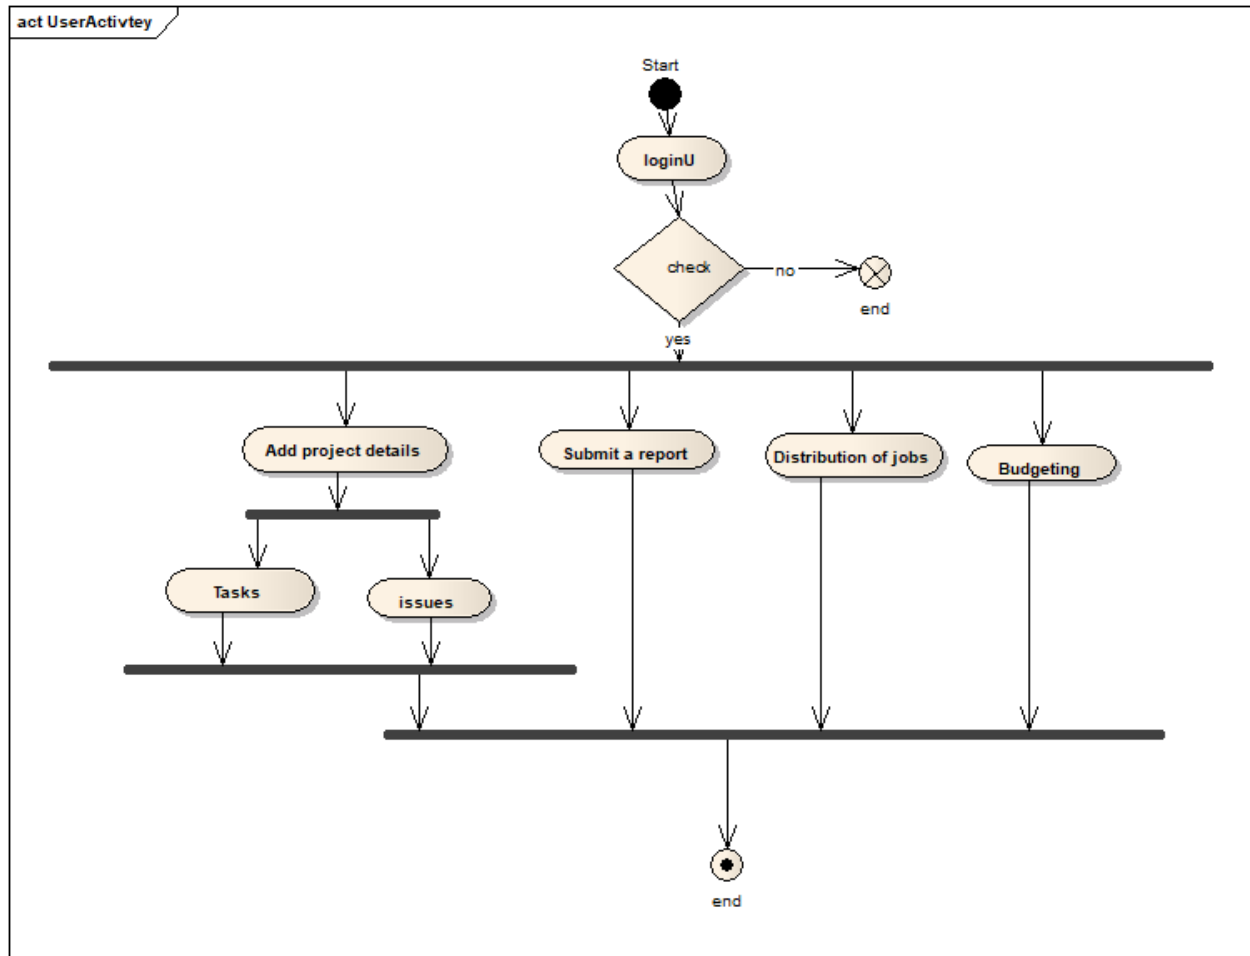 act UserActivtey
Start
loginU
check
no
end
yes
Add project details
Submit a report
Distribution of jobs
Budgeting
Tasks
issues
end